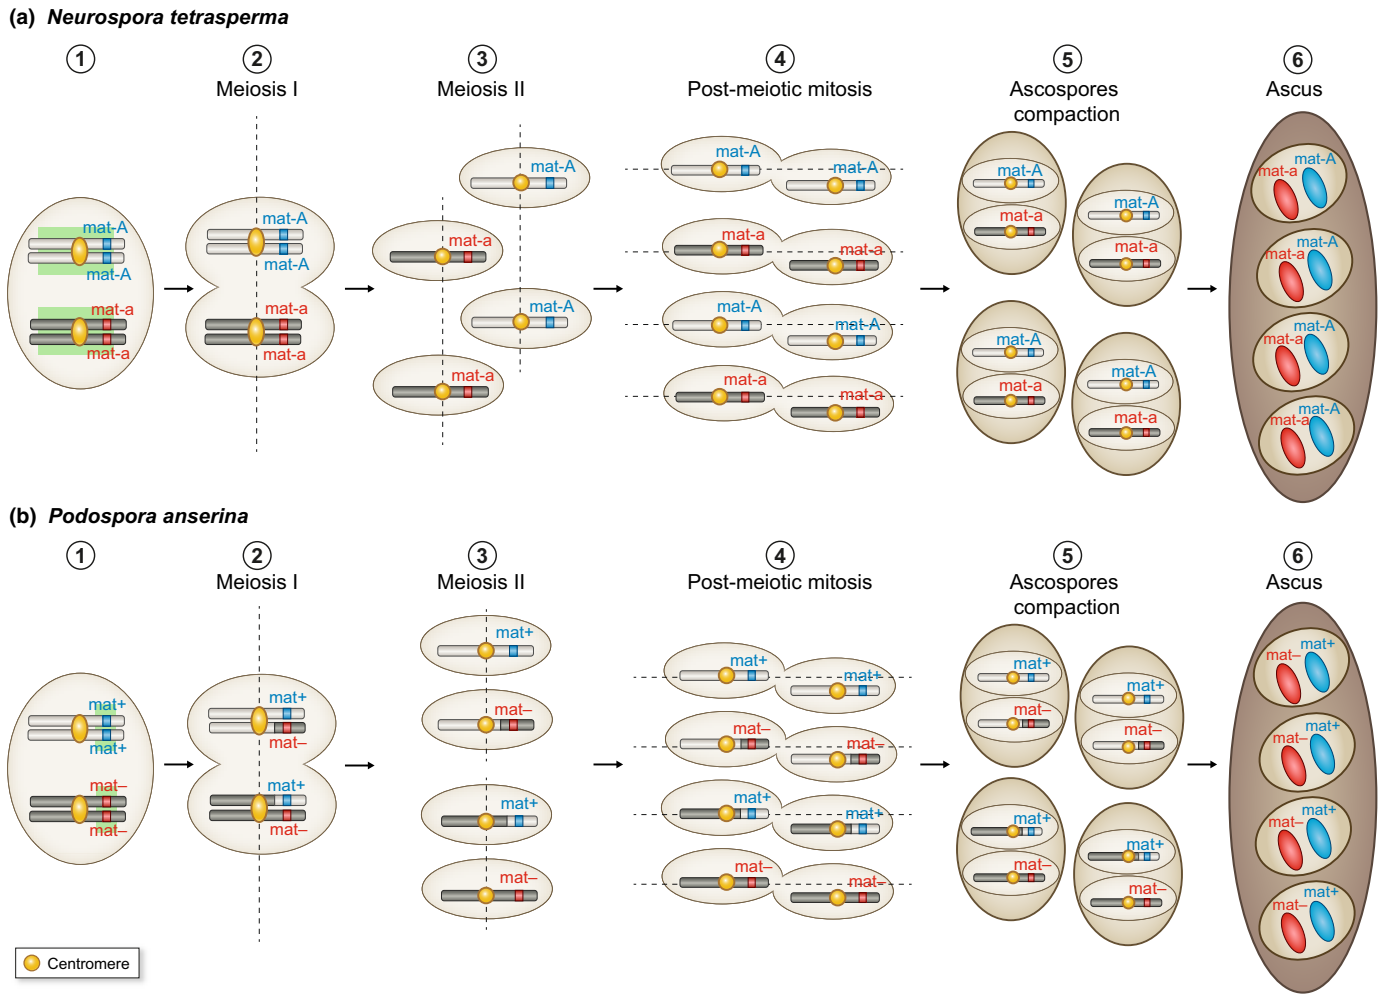 (a) Neurospora tetrasperma
1 2 3 4 5 6
Meiosis I Meiosis II Post-meiotic mitosis Ascospores compaction Ascus
mat-A
mat-A
mat-a
mat-a
mat-A
mat-A
mat-a
mat-a
mat-A
mat-a
mat-A
mat-a
mat-A mat-A
mat-a mat-a
mat-A mat-A
mat-a mat-a
mat-A
mat-a
mat-A
mat-a
mat-A
mat-a
mat-A
mat-a
mat-a mat-A
mat-a mat-A
mat-a mat-A
mat-a mat-A
(b) Podospora anserina
1 2 3 4 5 6
Meiosis I Meiosis II Post-meiotic mitosis Ascospores compaction Ascus
mat+
mat+
mat–
mat–
mat+
mat–
mat+
mat–
mat+
mat–
mat+
mat–
mat+ mat+
mat– mat–
mat+ mat+
mat– mat–
mat+
mat–
mat+
mat–
mat+
mat–
mat+
mat–
mat– mat+
mat– mat+
mat– mat+
mat– mat+
Centromere